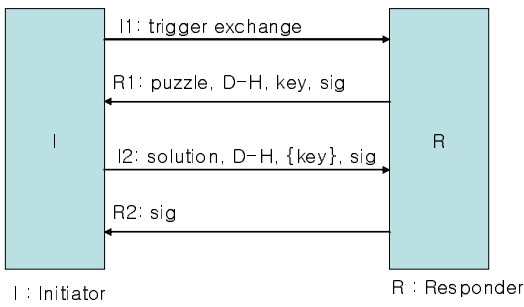 I1: trigger exchange
R1: puzzle, D-H, key, sig
I
R
I2: solution, D-H, {key}, sig
R2: sig
I : Initiator
R : Responder